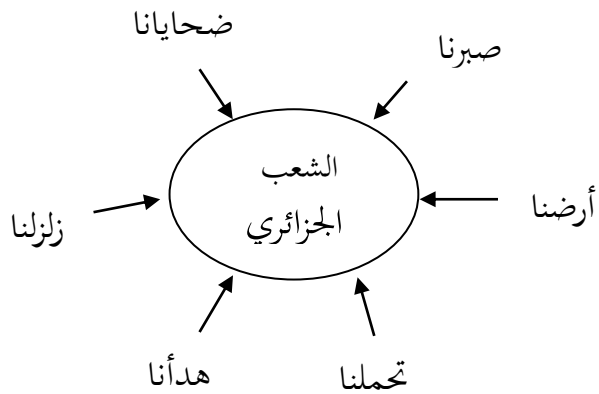 ضحايانا
صبرنا
الشعب
الجزائري
أرضنا
زلزلنا
هدأنا
تحملنا